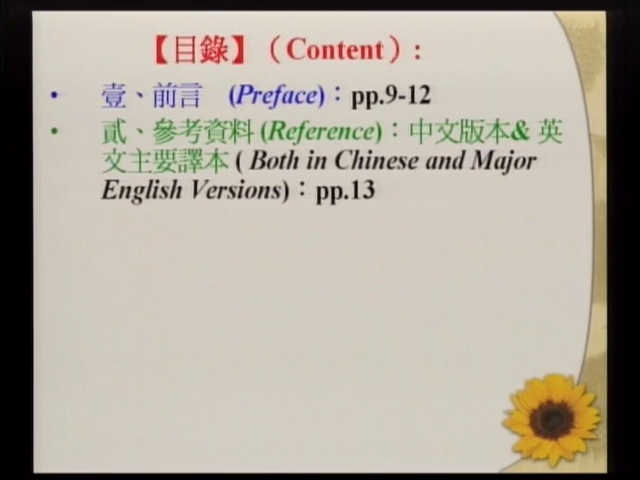 【目錄】（Content）:
• 壹、前言 (Preface)：pp.9-12
• 貳、參考資料 (Reference)：中文版本& 英
文主要譯本 ( Both in Chinese and Major
English Versions)：pp.13